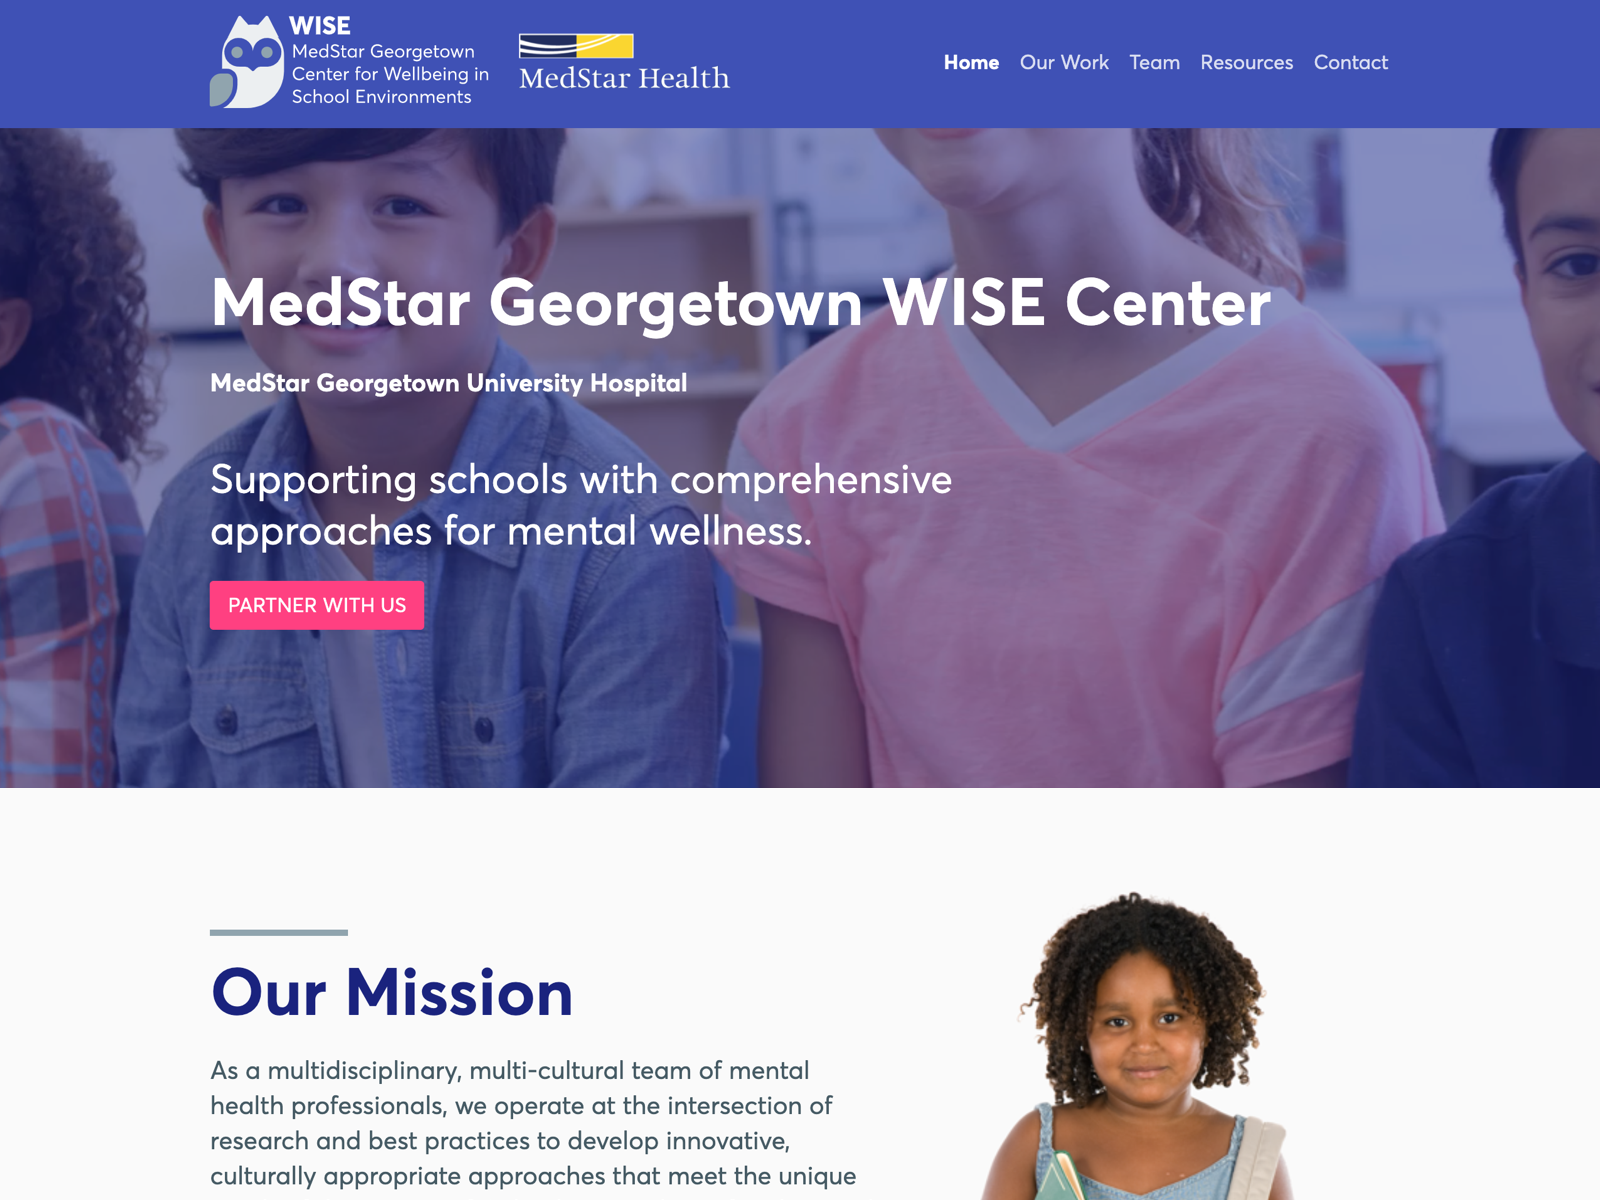 WISE
MedStar Georgetown
Center for Wellbeing in
School Environments
MedStar Health
Home Our Work Team Resources Contact
MedStar Georgetown WISE Center
MedStar Georgetown University Hospital
Supporting schools with comprehensive
approaches for mental wellness.
PARTNER WITH US
Our Mission
As a multidisciplinary, multi-cultural team of mental
health professionals, we operate at the intersection of
research and best practices to develop innovative,
culturally appropriate approaches that meet the unique